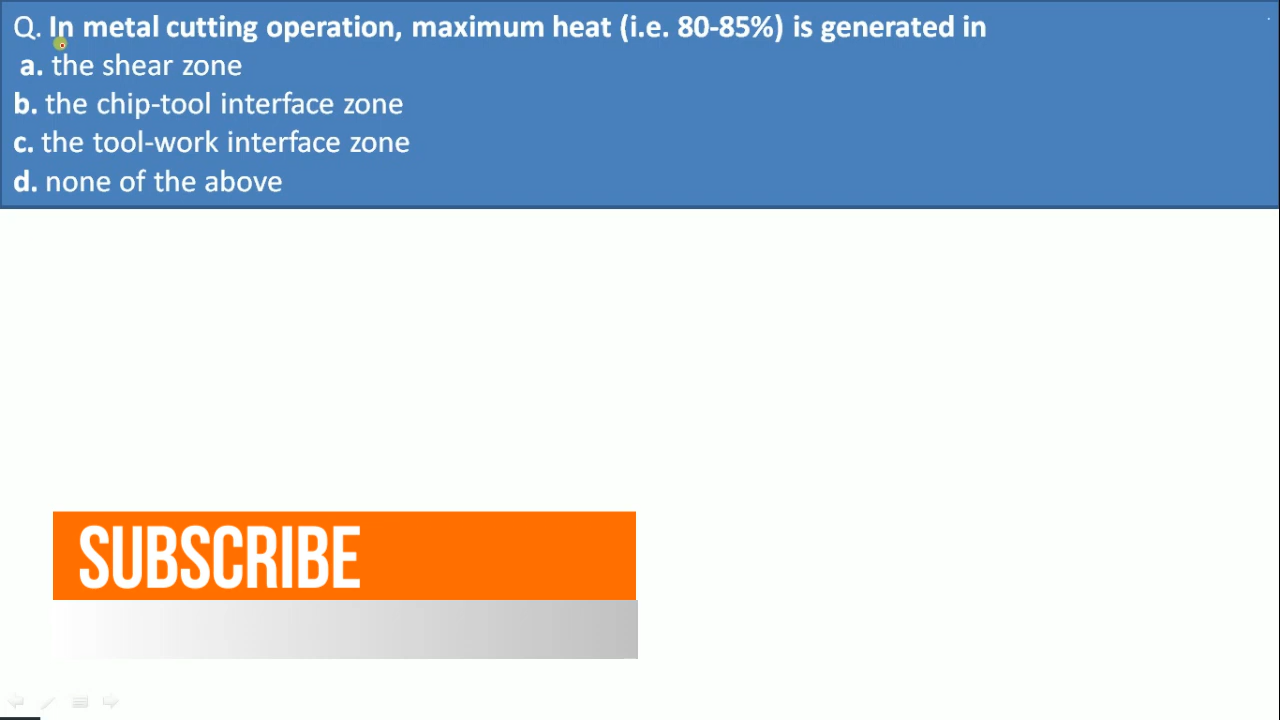 Q. In metal cutting operation, maximum heat (i.e. 80-85%) is generated in
a. the shear zone
b. the chip-tool interface zone
c. the tool-work interface zone
d. none of the above
SUBSCRIBE